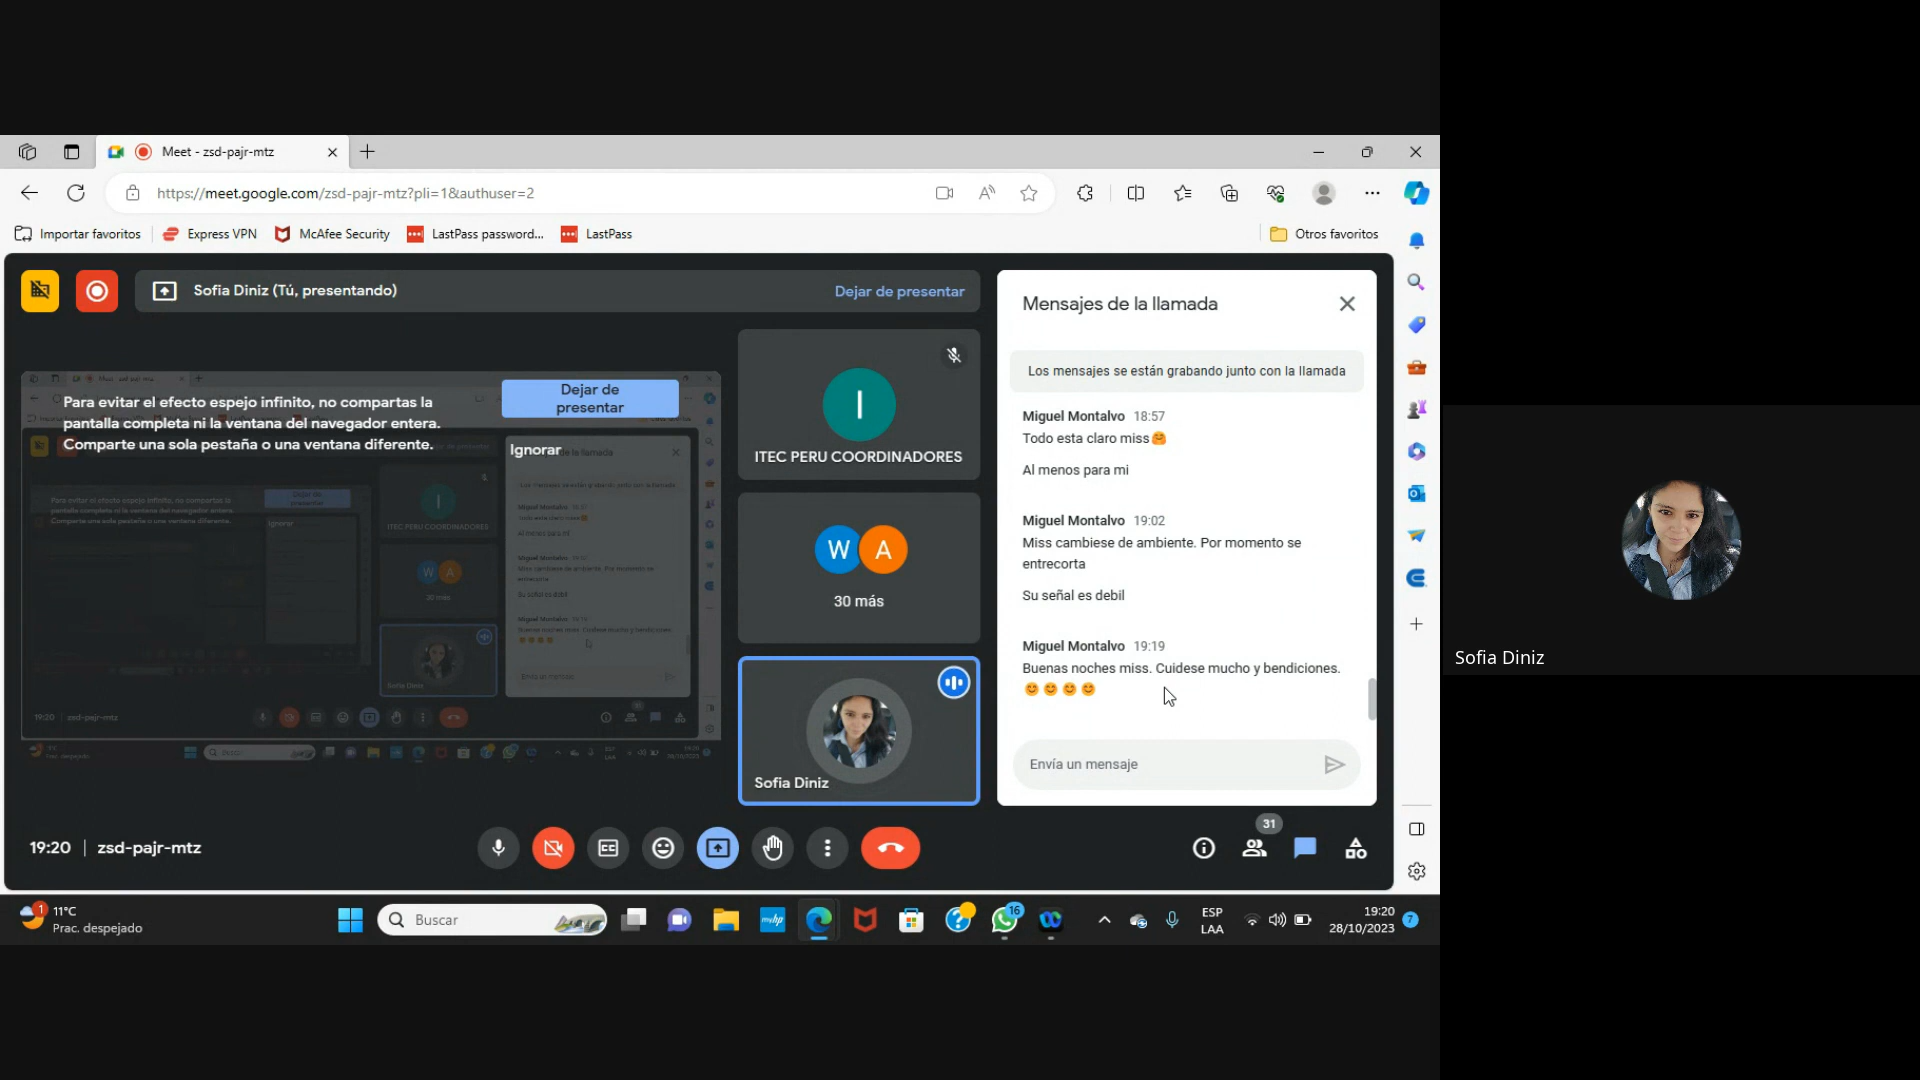 Meet - zsd-pajr-mtz
https://meet.google.com/zsd-pajr-mtz?pli=1&authuser=2
Importar favoritos
Express VPN
McAfee Security
LastPass password...
LastPass
Otros favoritos
Sofia Diniz (Tú, presentando)
Dejar de presentar
Para evitar el efecto espejo infinito, no compartas la
pantalla completa ni la ventana del navegador entera.
Comparte una sola pestaña o una ventana diferente.
Dejar de
presentar
Ignorar
I
ITEC PERU COORDINADORES
W A
30 más
Sofia Diniz
Mensajes de la llamada
Los mensajes se están grabando junto con la llamada
Miguel Montalvo 18:57
Todo esta claro miss🤗
Al menos para mi
Miguel Montalvo 19:02
Miss cambiese de ambiente. Por momento se
entrecorta
Su señal es debil
Miguel Montalvo 19:19
Buenas noches miss. Cuidese mucho y bendiciones.
😊😊😊😊
Envía un mensaje
19:20 | zsd-pajr-mtz
31
Sofia Diniz
1
11°C
Prac. despejado
Buscar
myhp
16
ESP
LAA
19:20
28/10/2023
7